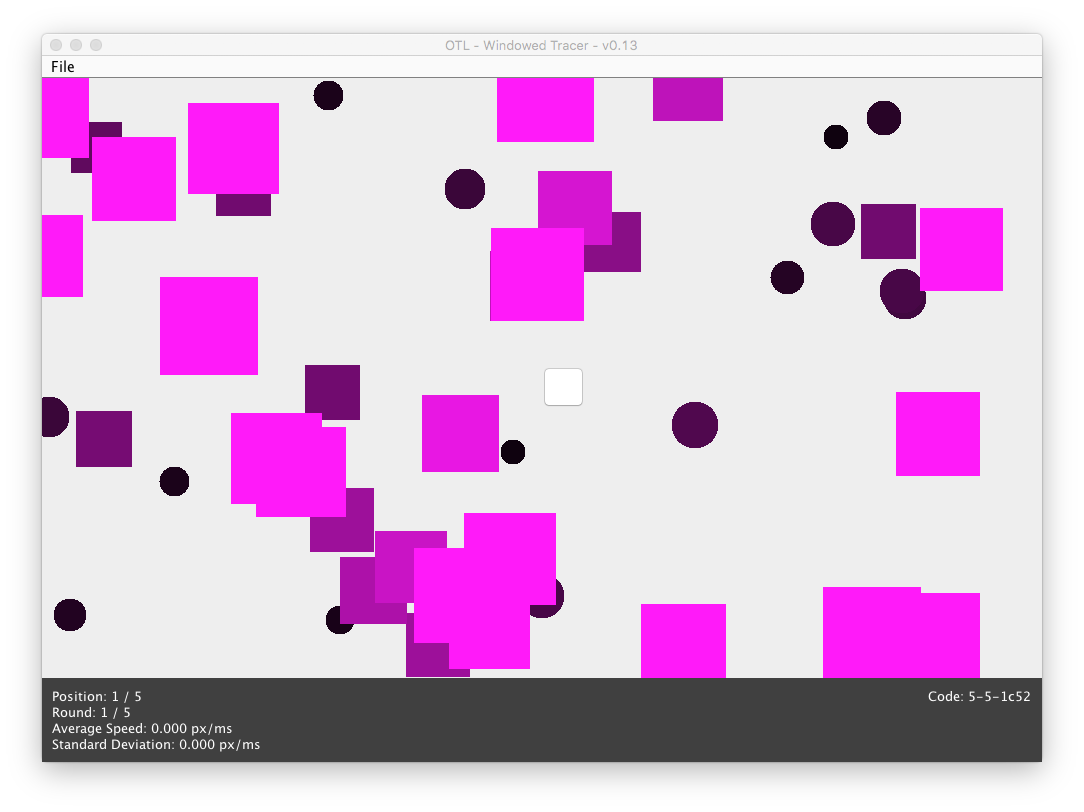 OTL - Windowed Tracer - v0.13
File
Position: 1 / 5
Code: 5-5-1c52
Round: 1 / 5
Average Speed: 0.000 px/ms
Standard Deviation: 0.000 px/ms